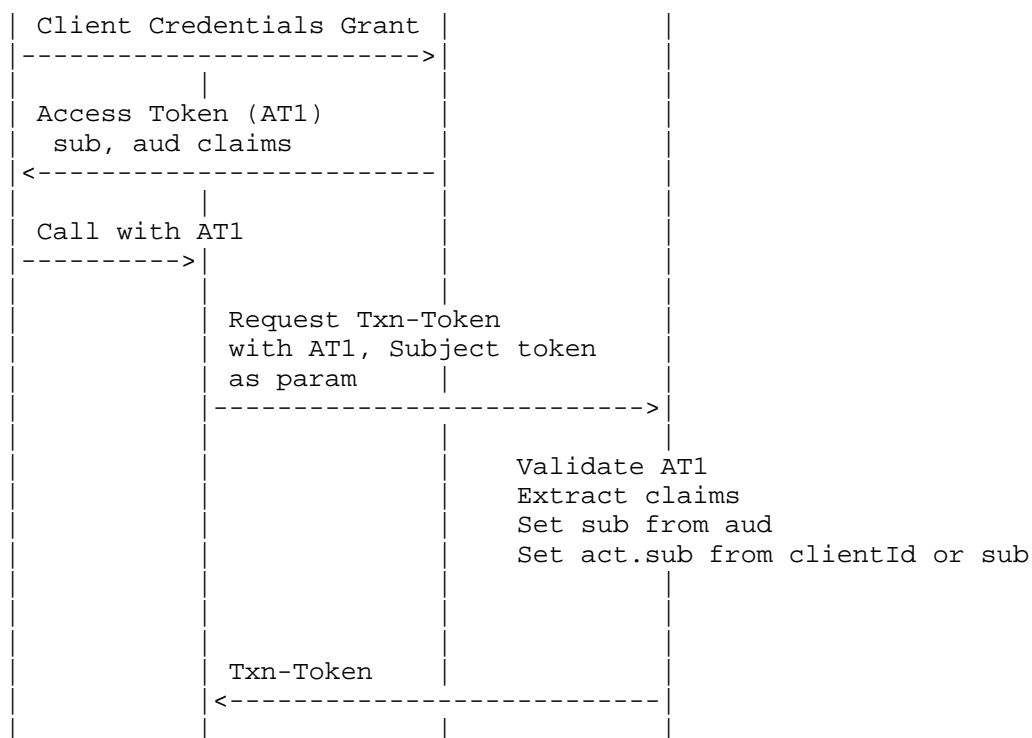 Client Credentials Grant
Access Token (AT1)
sub, aud claims
Call with AT1
Request Txn-Token
with AT1, Subject token
as param
Validate AT1
Extract claims
Set sub from aud
Set act.sub from clientId or sub
Txn-Token